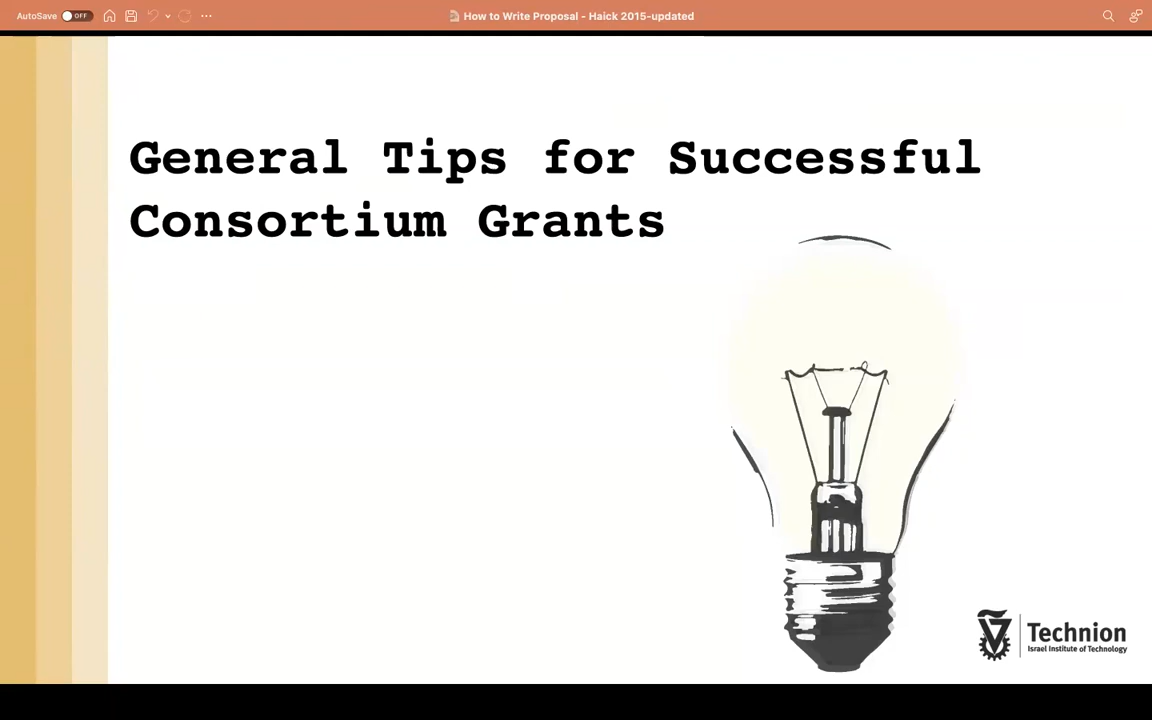 AutoSave OFF
How to Write Proposal - Haick 2015-updated
General Tips for Successful
Consortium Grants
Technion
Israel Institute of Technology